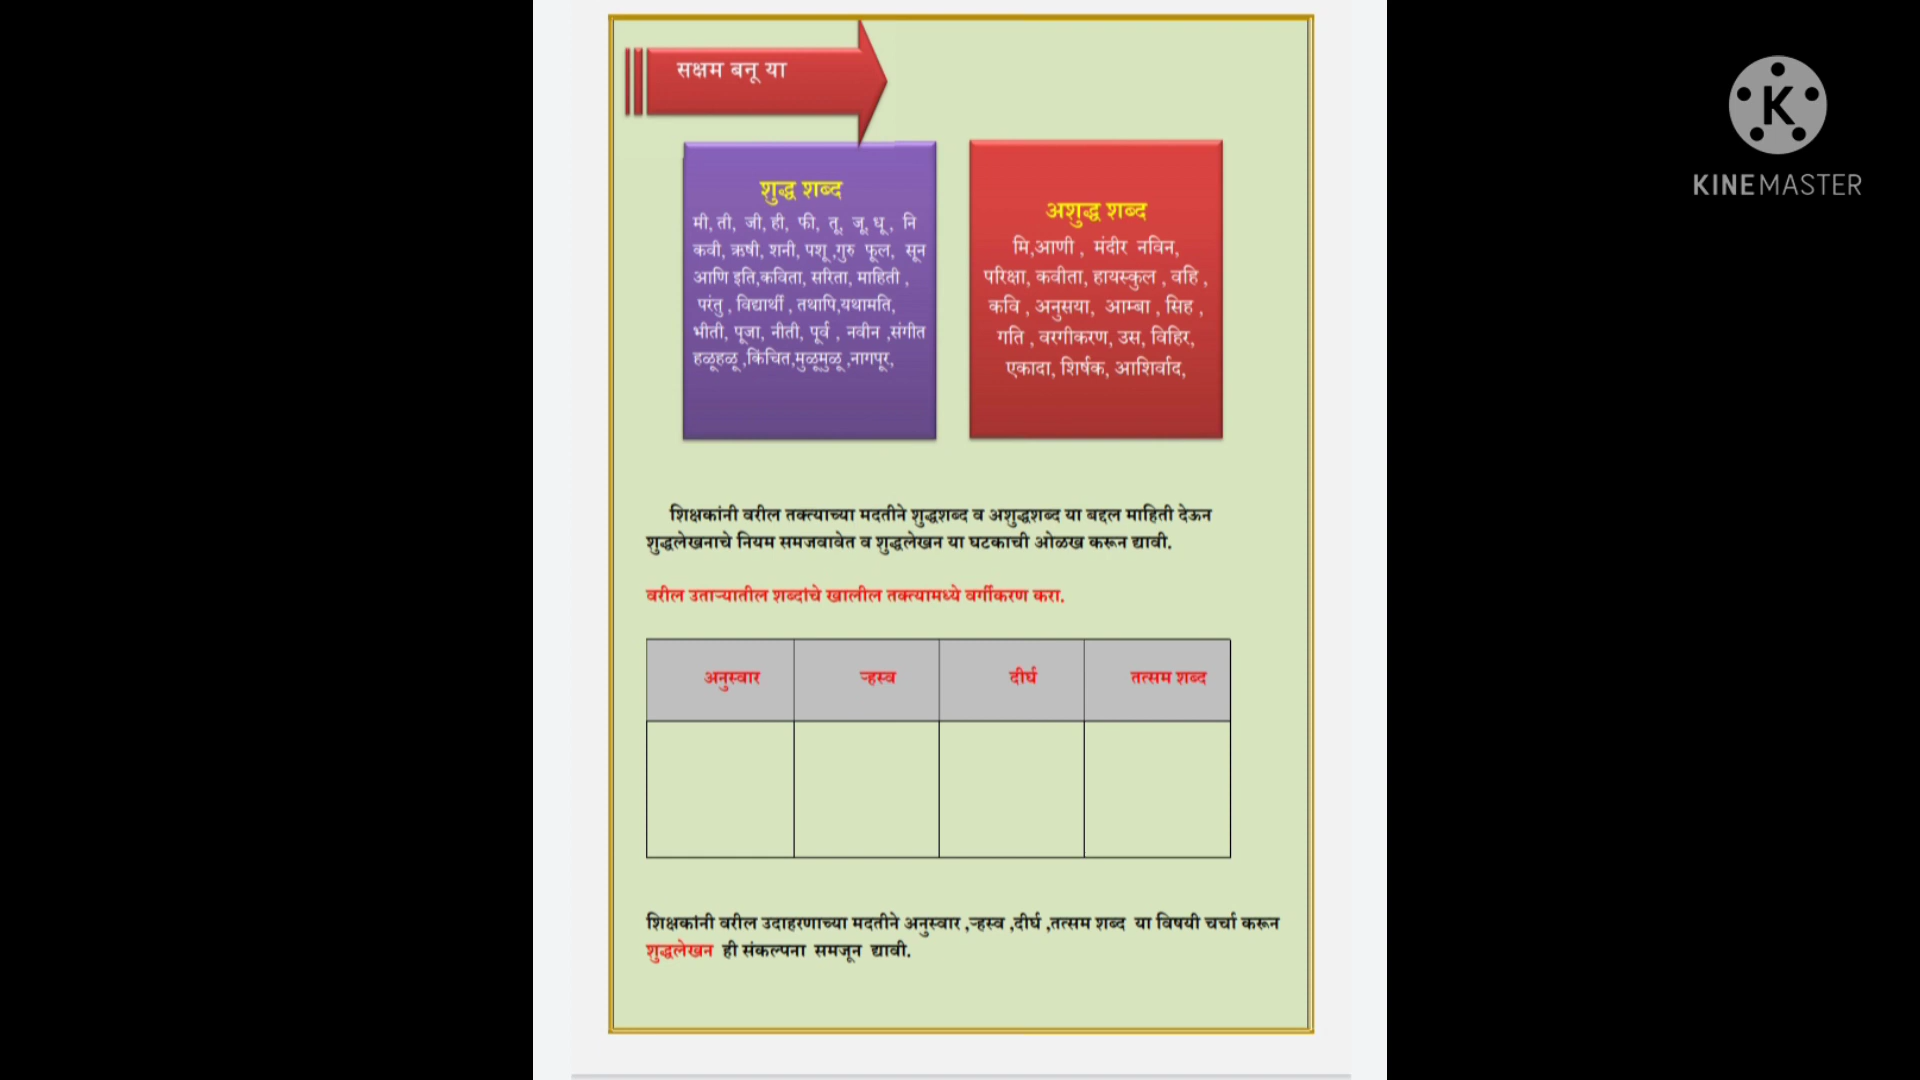 सक्षम बनू या
शुद्ध शब्द
मी, ती, जी, ही, फी, तू, जू, धू , नि
कवी, ऋषी, शनी, पशू ,गुरु फूल, सून
आणि इति,कविता, सरिता, माहिती ,
परंतु , विद्यार्थी , तथापि,यथामति,
भीती, पूजा, नीती, पूर्व , नवीन ,संगीत
हळूहळू ,किंचित,मुळूमुळू ,नागपूर,
अशुद्ध शब्द
मि,आणी , मंदीर नविन,
परिक्षा, कवीता, हायस्कुल , वहि ,
कवि , अनुसया, आम्बा , सिह ,
गति , वरगीकरण, उस, विहिर,
एकादा, शिर्षक, आशिर्वाद,
शिक्षकांनी वरील तक्त्याच्या मदतीने शुद्धशब्द व अशुद्धशब्द या बद्दल माहिती देऊन
शुद्धलेखनाचे नियम समजवावेत व शुद्धलेखन या घटकाची ओळख करून द्यावी.
वरील उताऱ्यातील शब्दांचे खालील तक्त्यामध्ये वर्गीकरण करा.
अनुस्वार ऱ्हस्व दीर्घ तत्सम शब्द
शिक्षकांनी वरील उदाहरणाच्या मदतीने अनुस्वार ,ऱ्हस्व ,दीर्घ ,तत्सम शब्द या विषयी चर्चा करून
शुद्धलेखन ही संकल्पना समजून द्यावी.
K
KINEMASTER